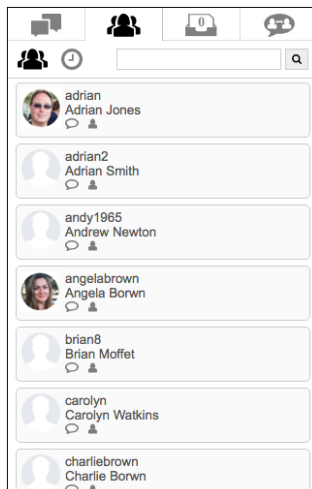 0
adrian
Adrian Jones
adrian2
Adrian Smith
andy1965
Andrew Newton
angelabrown
Angela Borwn
brian8
Brian Moffet
carolyn
Carolyn Watkins
charliebrown
Charlie Borwn